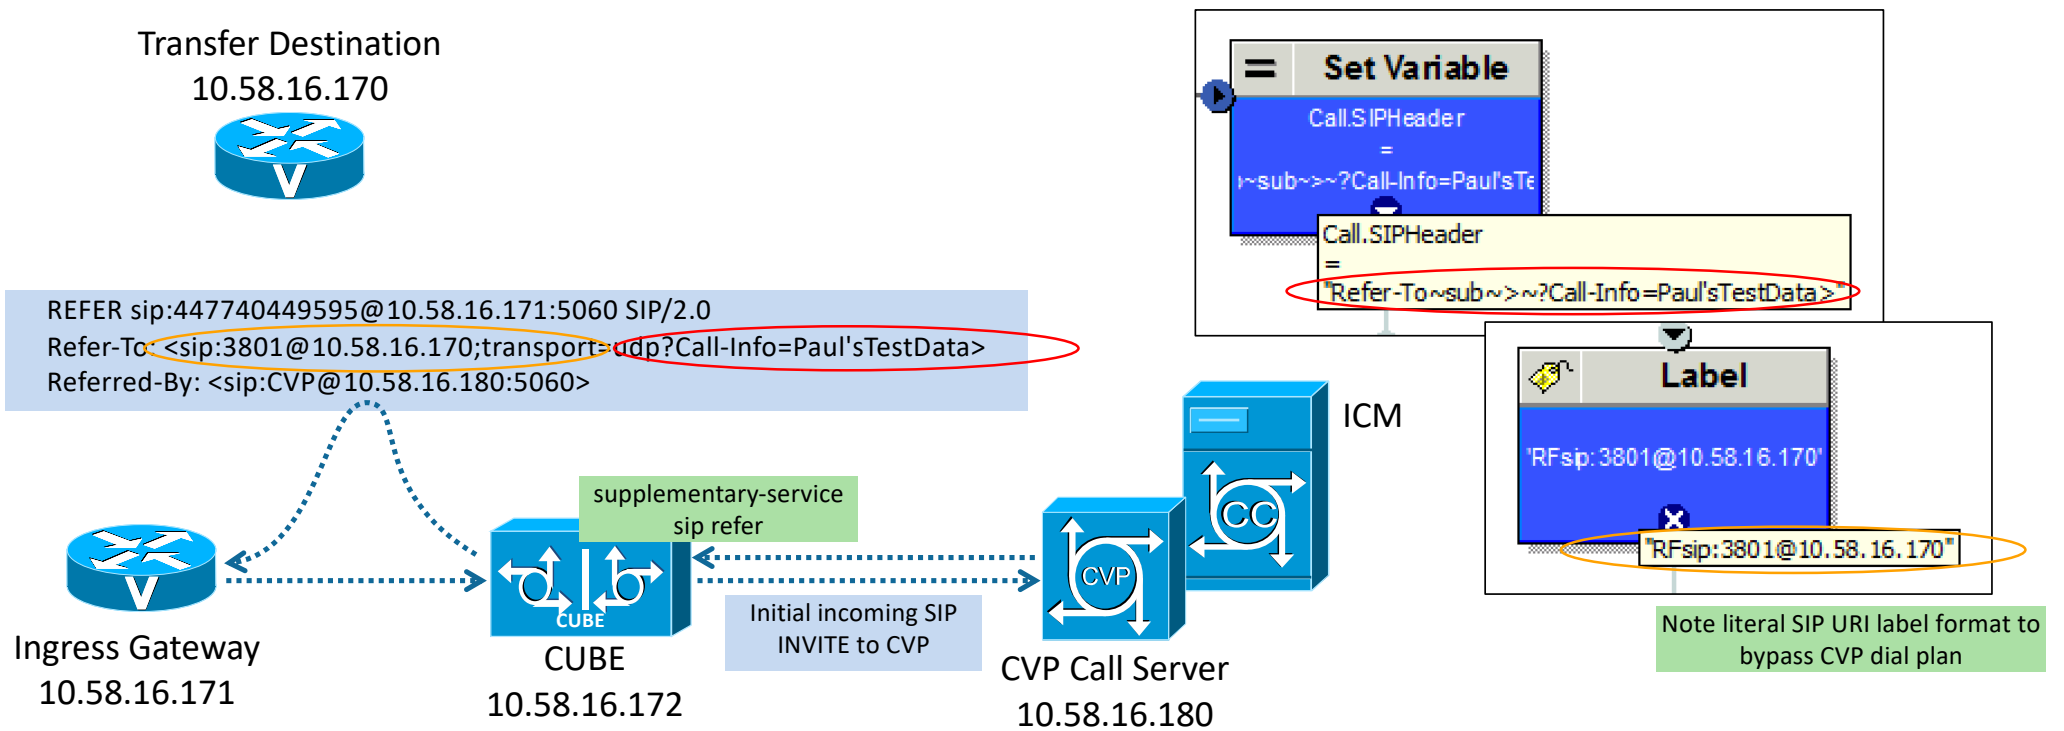 Transfer Destination
10.58.16.170
V
REFER sip:447740449595@10.58.16.171:5060 SIP/2.0
Refer-To: <sip:3801@10.58.16.170;transport=udp?Call-Info=Paul'sTestData>
Referred-By: <sip:CVP@10.58.16.180:5060>
supplementary-service
sip refer
V
Ingress Gateway
10.58.16.171
CUBE
CUBE
10.58.16.172
Initial incoming SIP
INVITE to CVP
CVP
CVP Call Server
10.58.16.180
CC
ICM
= Set Variable
Call.SIPHeader
=
~sub~>~?Call-Info=Paul'sTe
Call.SIPHeader
=
"Refer-To~sub~>~?Call-Info=Paul'sTestData>"
Label
"RFsip:3801@10.58.16.170"
"RFsip:3801@10.58.16.170"
Note literal SIP URI label format to
bypass CVP dial plan